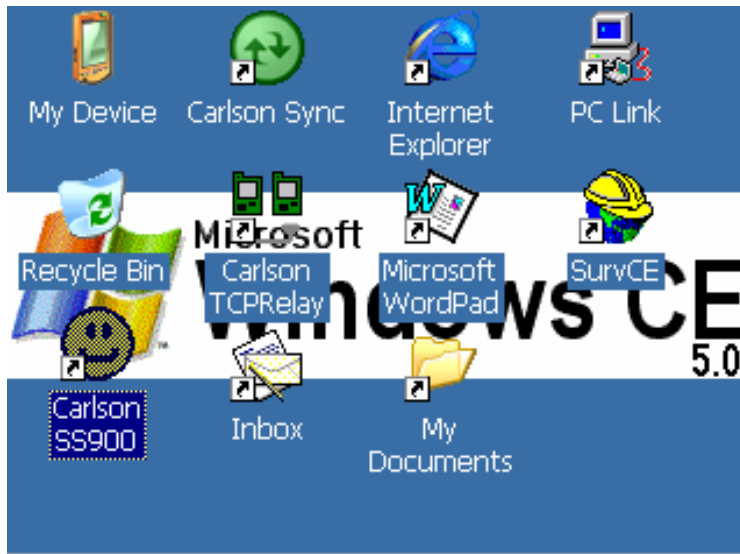 My Device
Carlson Sync
Internet
Explorer
PC Link
Microsoft
Windows CE
5.0
Recycle Bin
Carlson
TCPRelay
Microsoft
WordPad
SurvCE
Carlson
SS900
Inbox
My
Documents